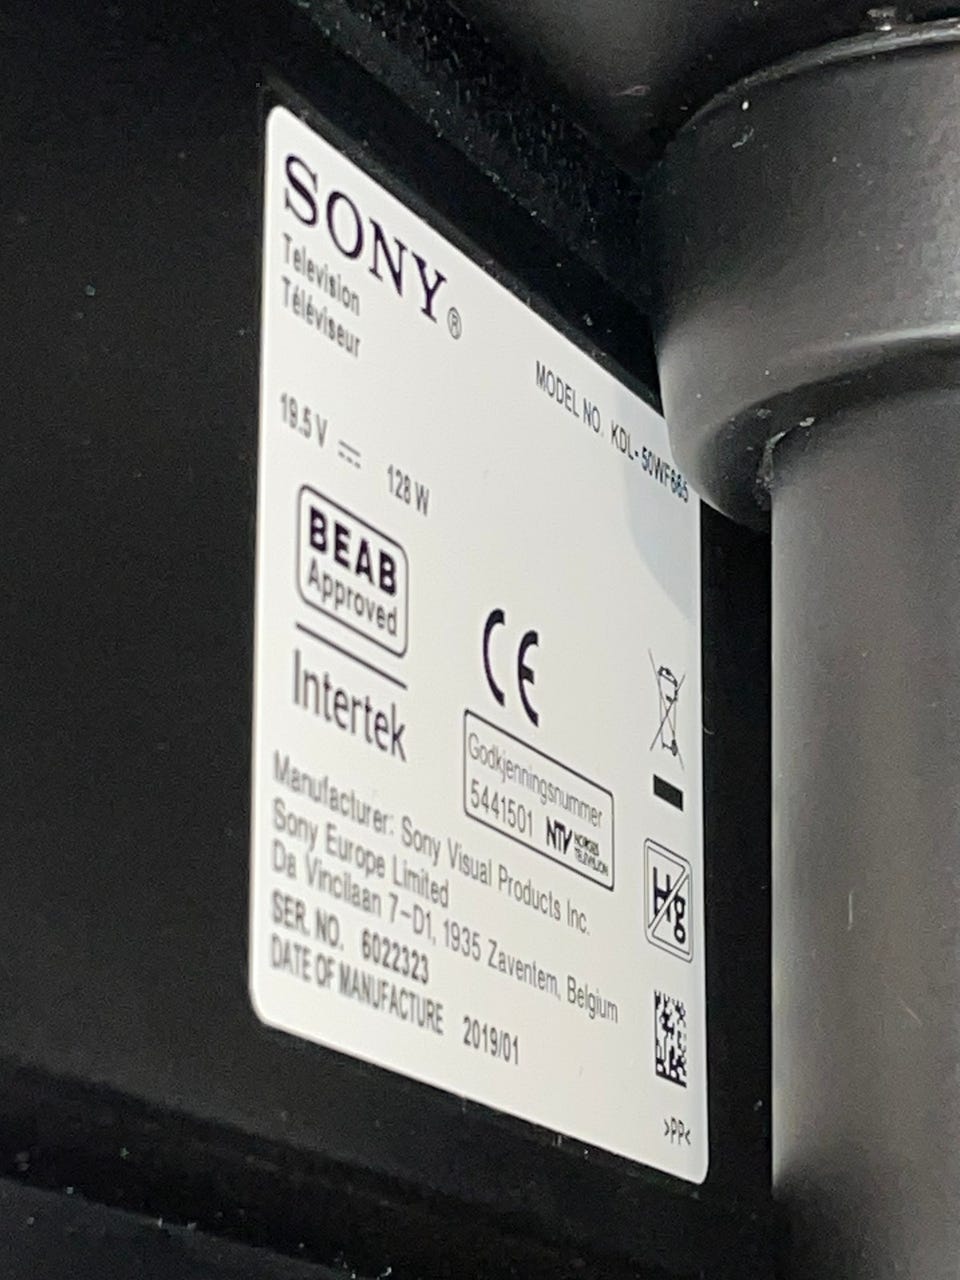 SONY®
Television
Téléviseur
MODEL NO. KDL-50WF665
19.5 V 128 W
BEAB
Approved
Intertek
CE
Godkjenningsnummer
5441501 NTV NORGES
TELEVISION
Hg
Manufacturer: Sony Visual Products Inc.
Sony Europe Limited
Da Vincilaan 7-D1, 1935 Zaventem, Belgium
SER. NO. 6022323
DATE OF MANUFACTURE 2019/01
>PP<